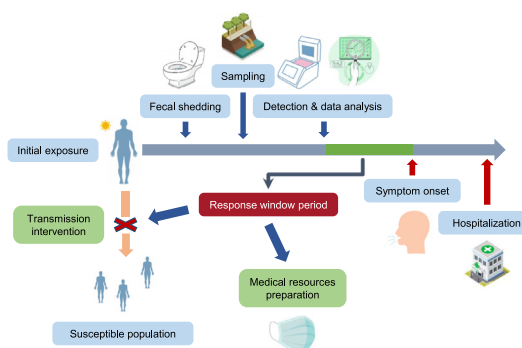 Sampling
Fecal shedding
Detection & data analysis
Initial exposure
Symptom onset
Response window period
Transmission
intervention
Hospitalization
Medical resources
preparation
Susceptible population